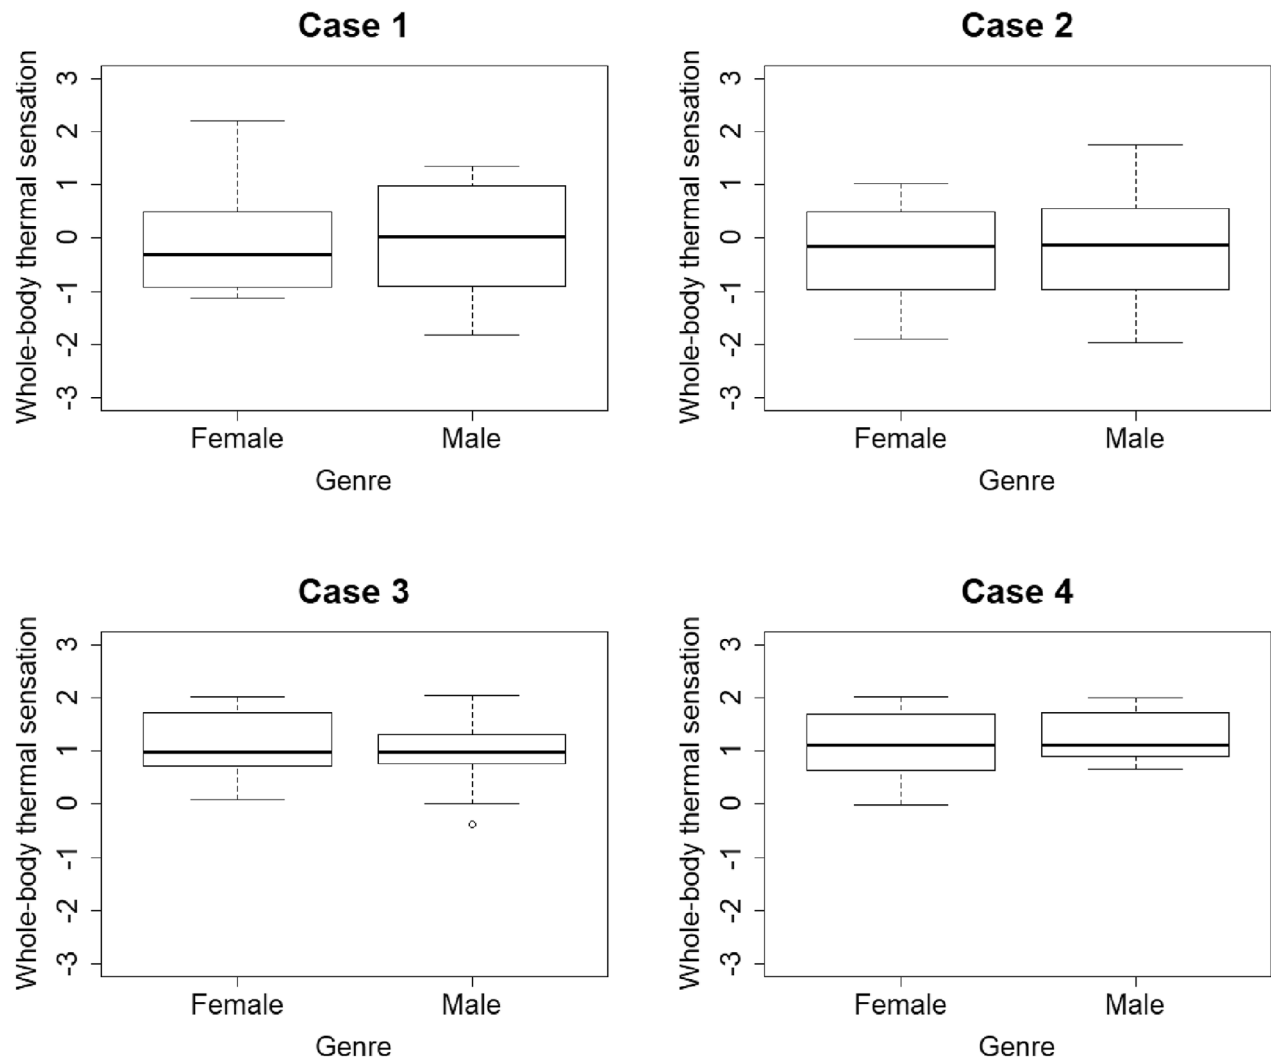 Case 1
Whole-body thermal sensation
3
2
1
0
-1
-2
-3
Female Male
Genre
Case 2
Whole-body thermal sensation
3
2
1
0
-1
-2
-3
Female Male
Genre
Case 3
Whole-body thermal sensation
3
2
1
0
-1
-2
-3
Female Male
Genre
Case 4
Whole-body thermal sensation
3
2
1
0
-1
-2
-3
Female Male
Genre